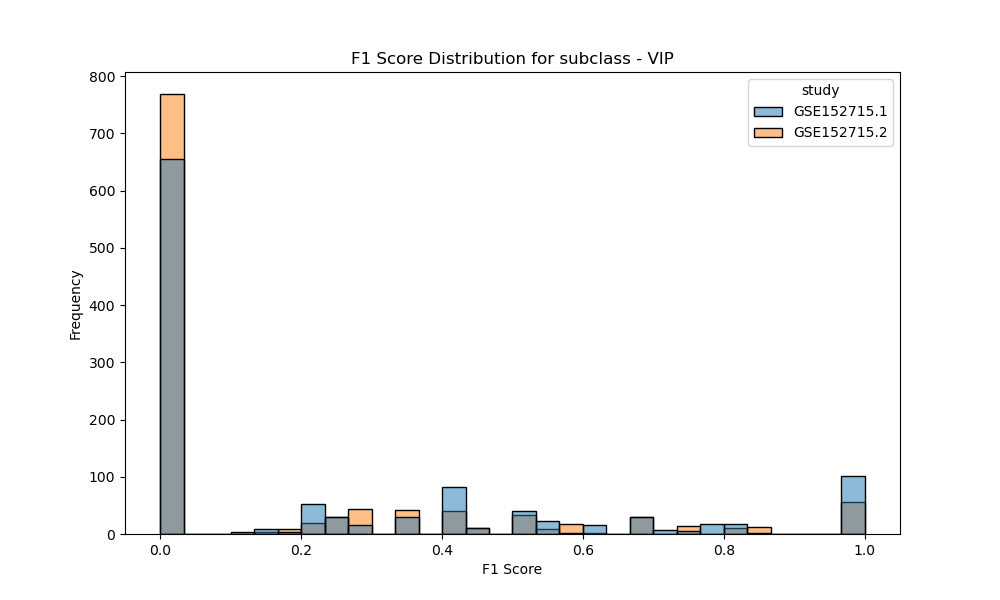 F1 Score Distribution for subclass - VIP
study
GSE152715.1
GSE152715.2
Frequency
800
700
600
500
400
300
200
100
0
0.0 0.2 0.4 0.6 0.8 1.0
F1 Score